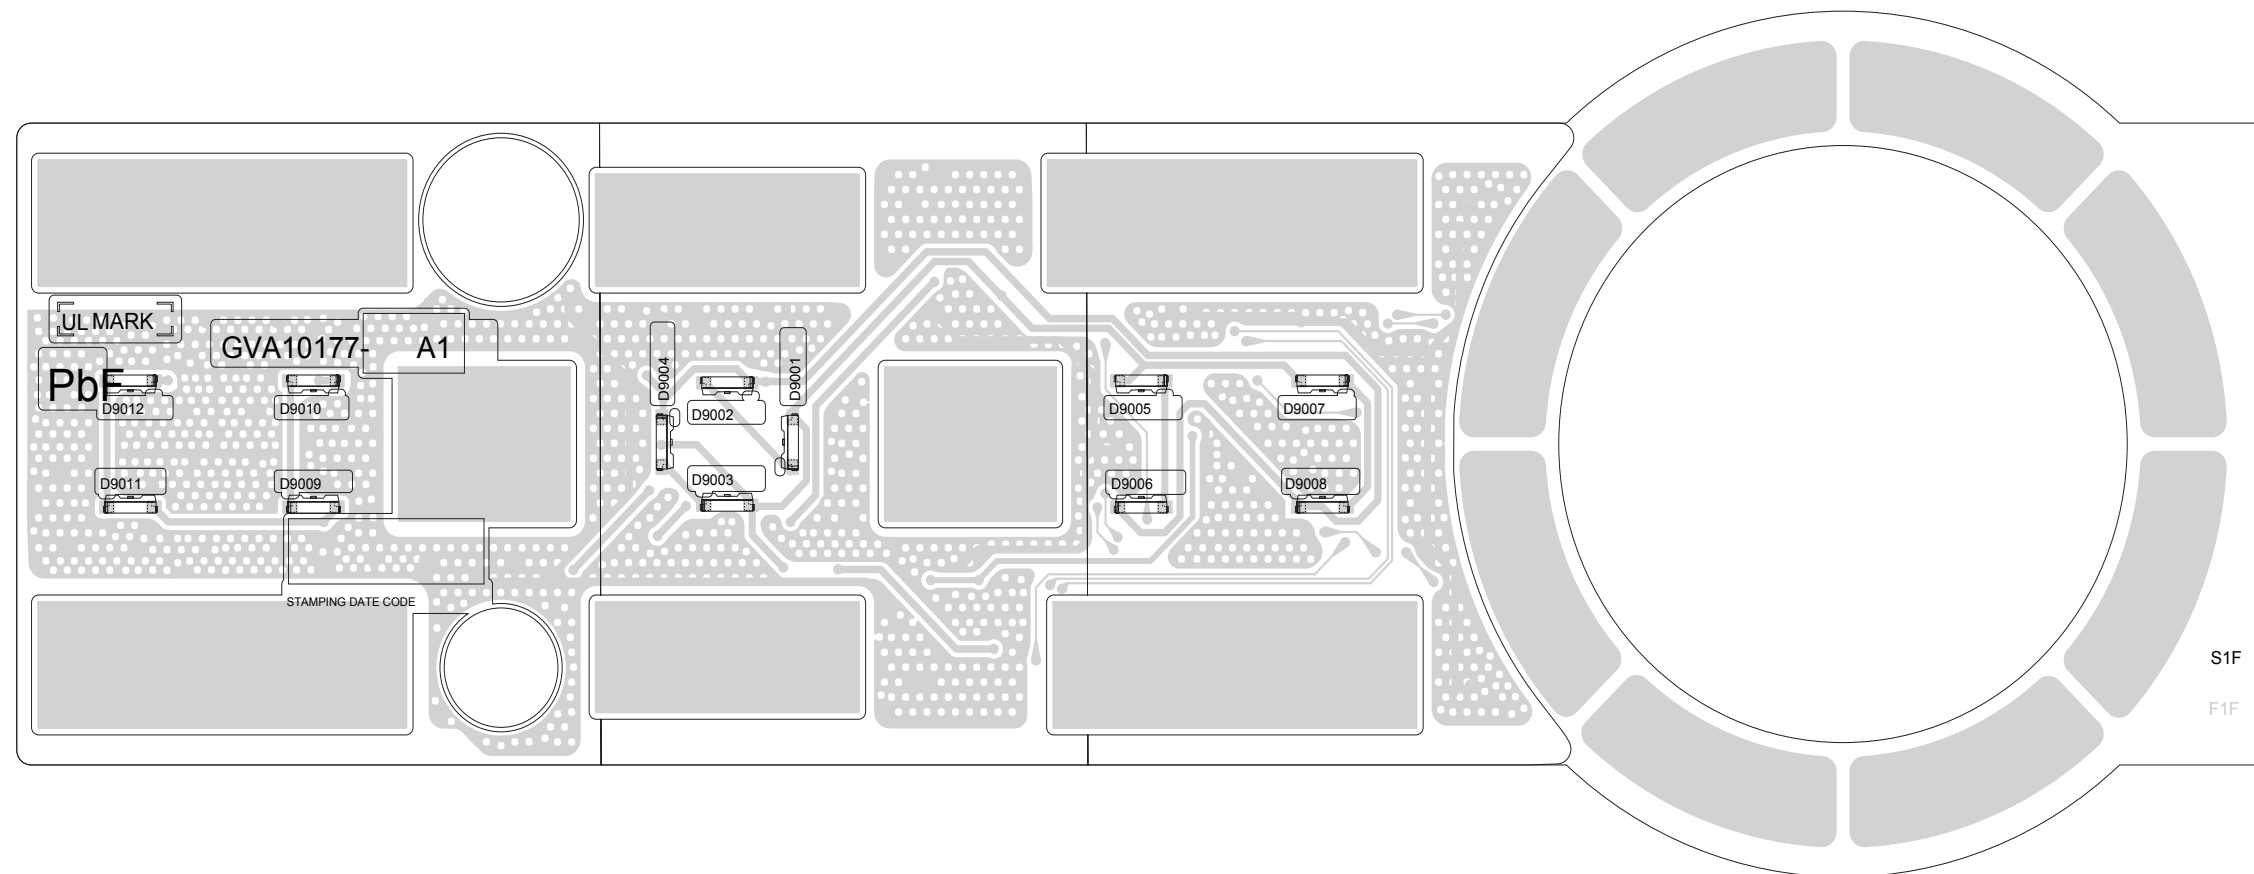 UL MARK
GVA10177- A1
PbF
D9012
D9010
D9011
D9009
STAMPING DATE CODE
D9004
D9001
D9002
D9003
D9005
D9007
D9006
D9008
S1F
F1F